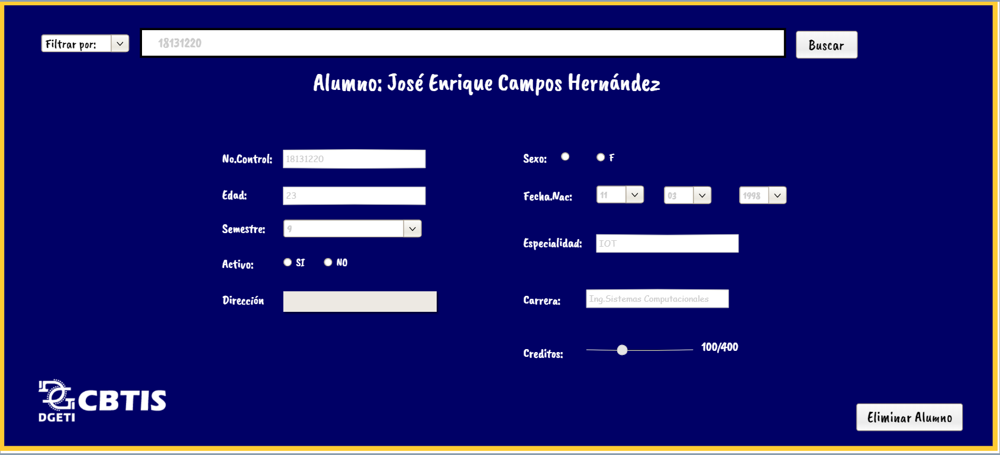 Filtrar por:
18131220
Buscar
Alumno: José Enrique Campos Hernández
No.Control:
18131220
Sexo:
F
Edad:
23
Fecha.Nac:
11
03
1998
Semestre:
9
Especialidad:
IOT
Activo:
SI
NO
Dirección
Carrera:
Ing.Sistemas Computacionales
Creditos:
100/400
CBTIS
DGETI
Eliminar Alumno